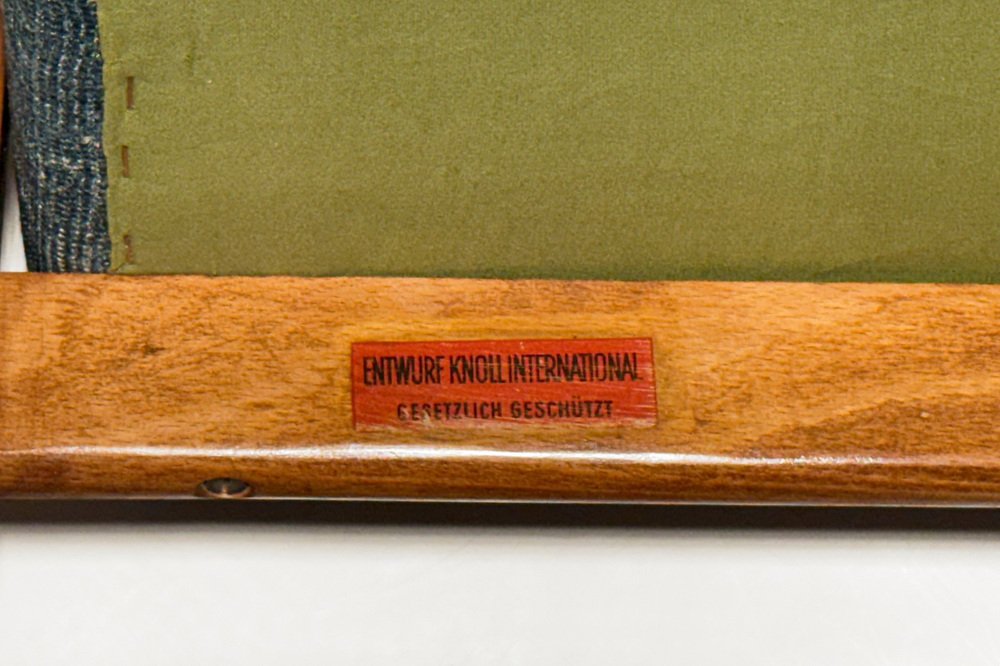 ENTWURF KNOLL INTERNATIONAL
GESETZLICH GESCHÜTZT